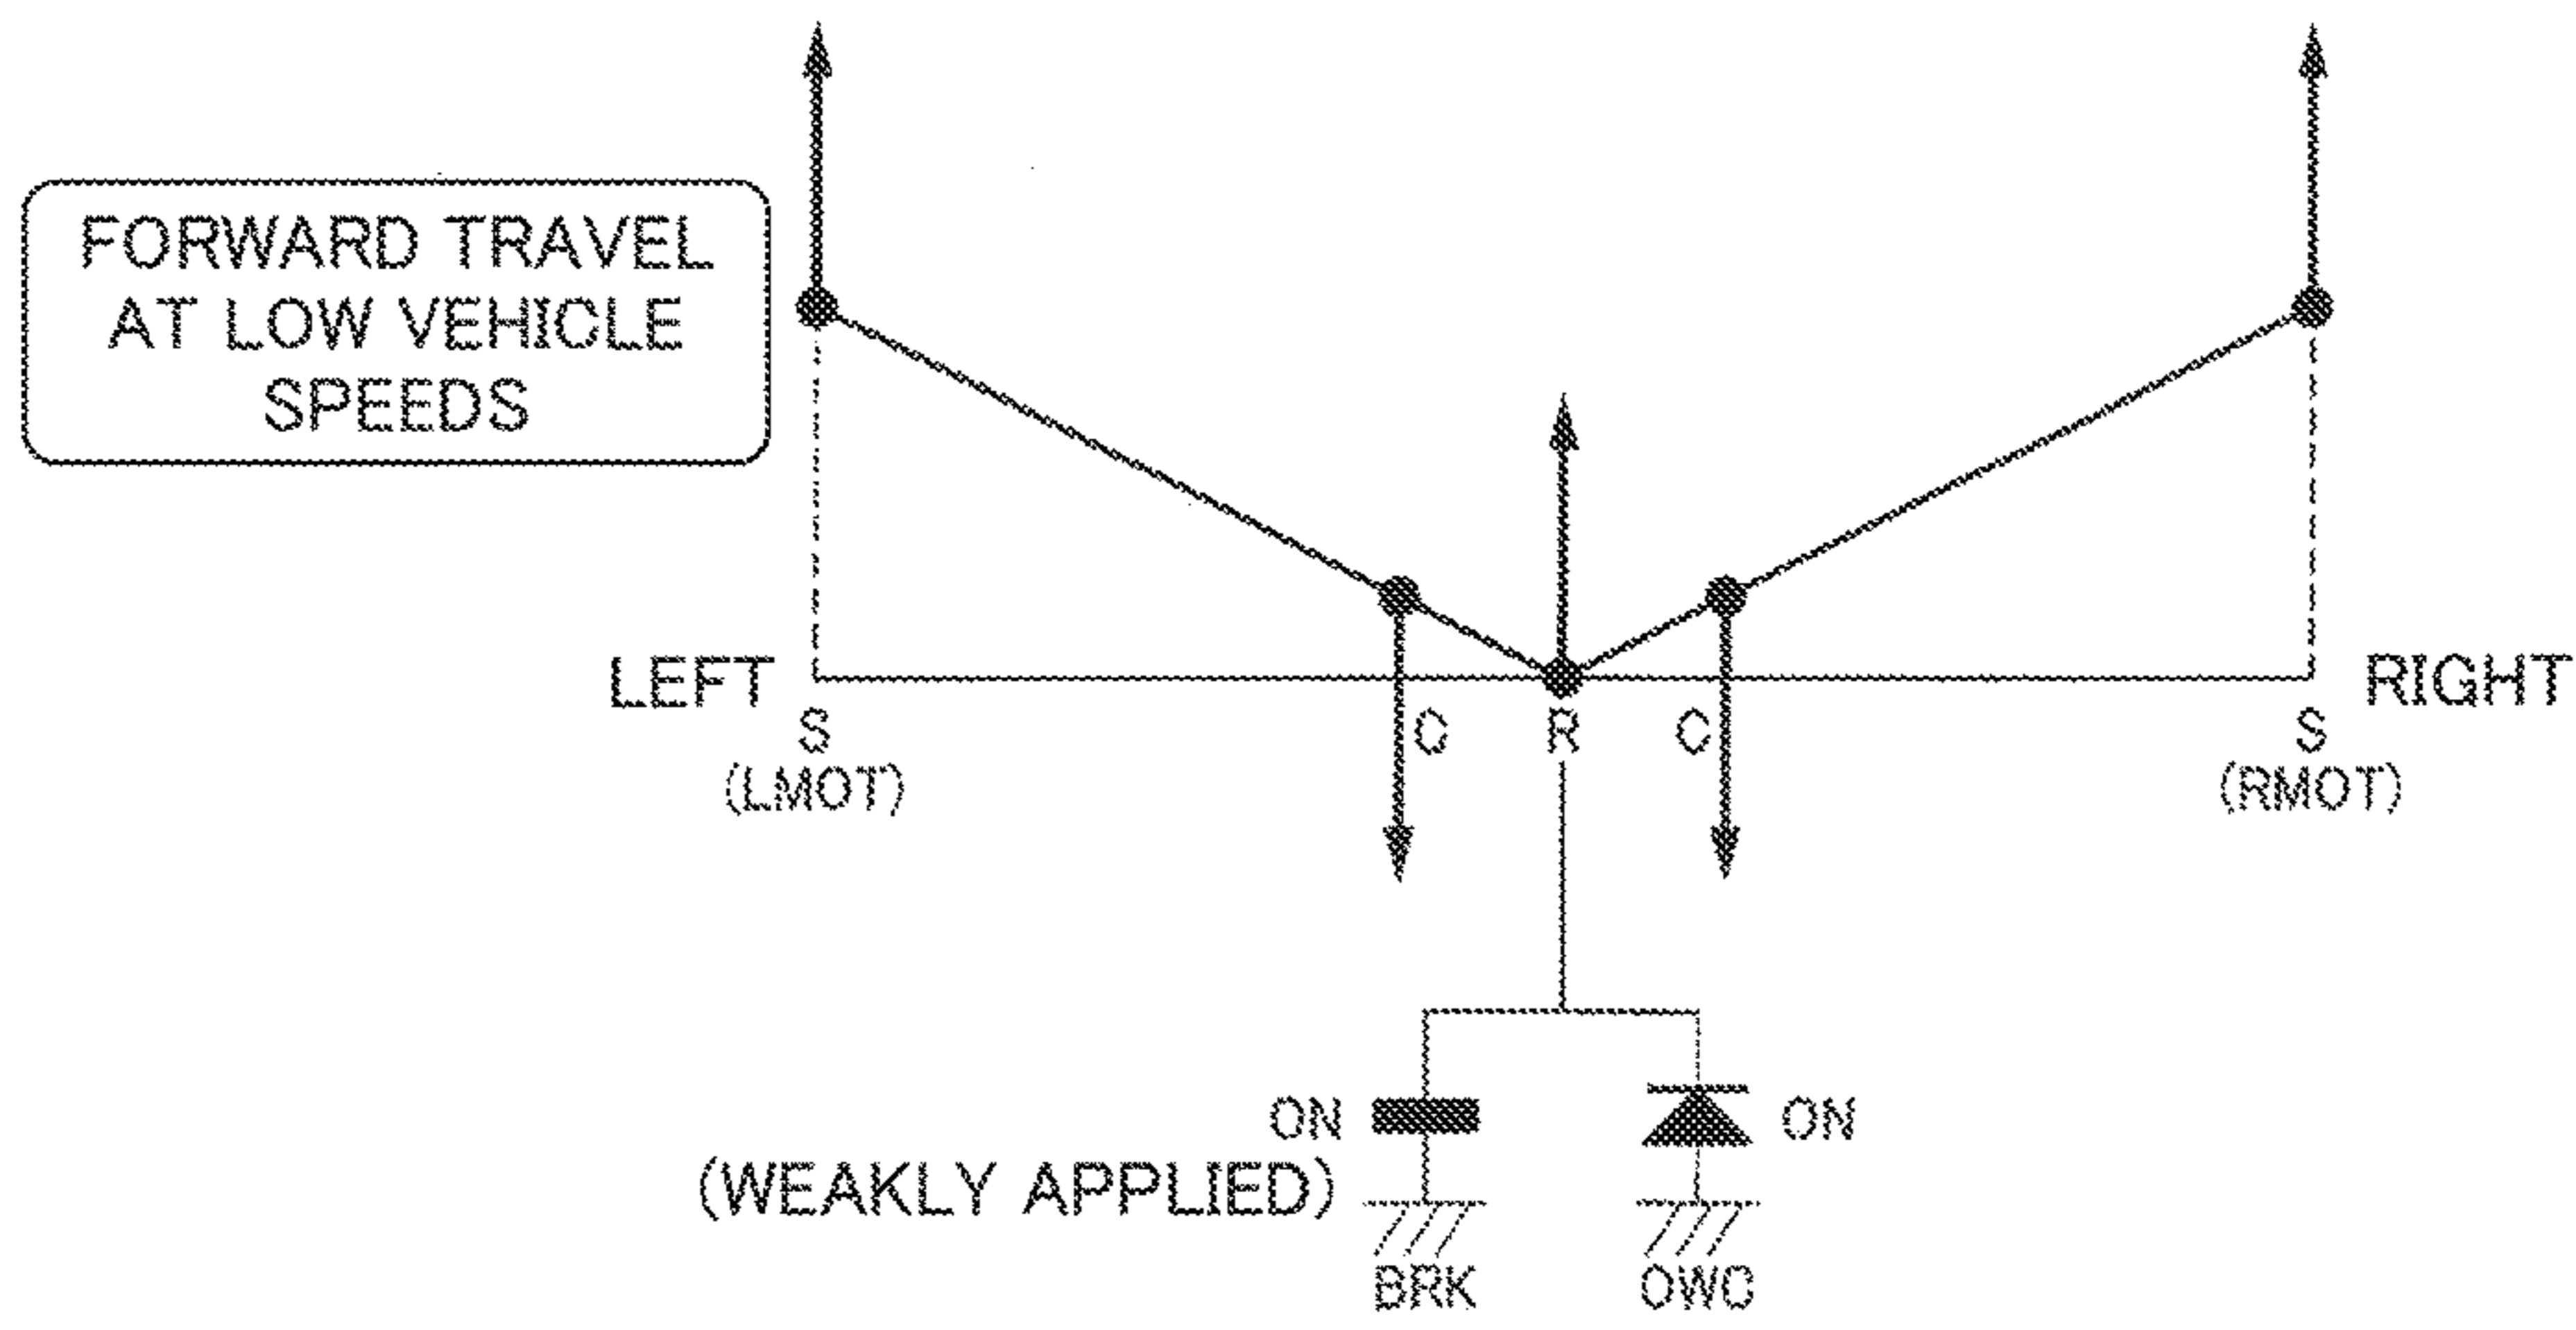 FORWARD TRAVEL
AT LOW VEHICLE
SPEEDS
LEFT
RIGHT
S
C
R
C
S
(LMOT)
(RMOT)
ON
ON
(WEAKLY APPLIED)
BRK
OWC